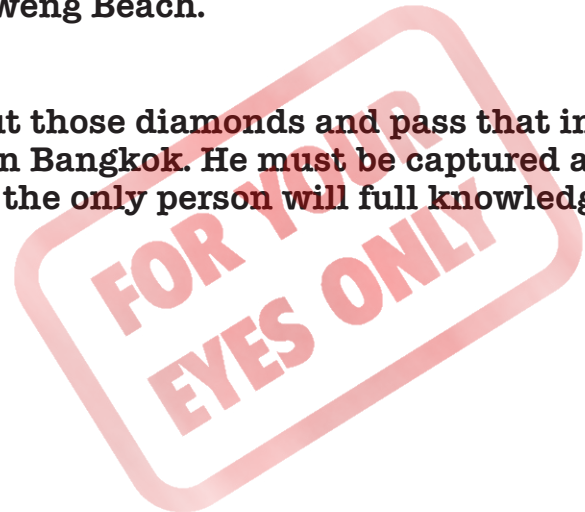 weng Beach.
ut those diamonds and pass that in
n Bangkok. He must be captured a
the only person will full knowledg
FOR YOUR
EYES ONLY